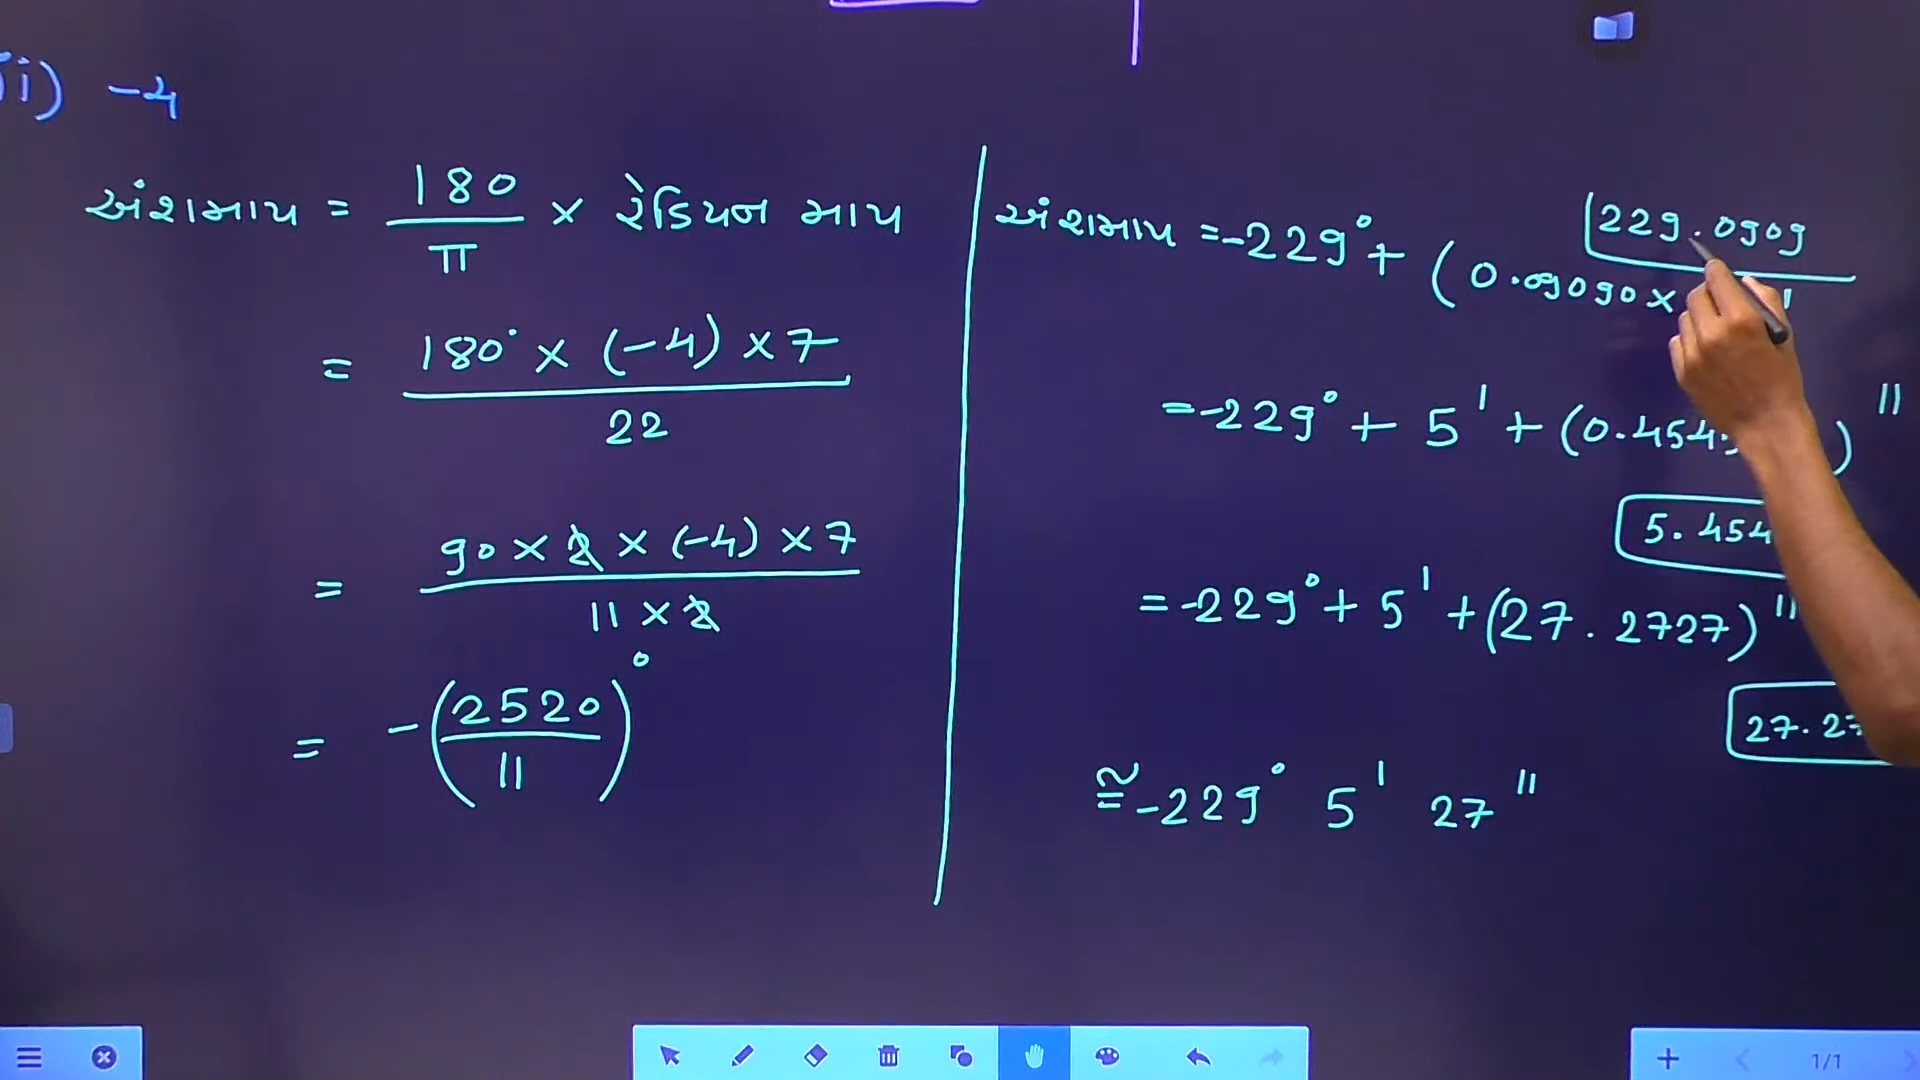 ii) -4
અંશમાપ = 180/π × રેડિયન માપ
= 180° × (-4) × 7 / 22
= 90 × 2 × (-4) × 7 / 11 × 2
= -(2520/11)°
229.0909
અંશમાપ = -229° + (0.09090 ×
= -229° + 5' + (0.454 )"
5.454
= -229° + 5' + (27.2727)"
27.27
≅ -229° 5' 27"
1/1